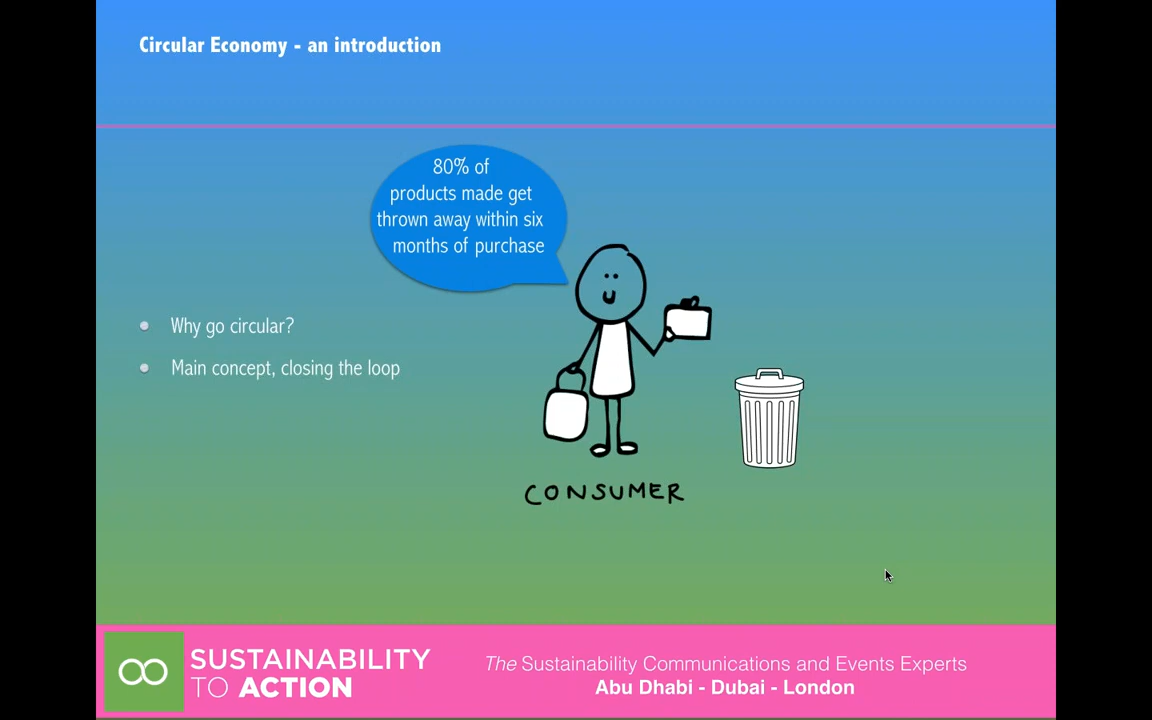 Circular Economy - an introduction
80% of
products made get
thrown away within six
months of purchase
Why go circular?
Main concept, closing the loop
CONSUMER
SUSTAINABILITY
TO ACTION
The Sustainability Communications and Events Experts
Abu Dhabi - Dubai - London